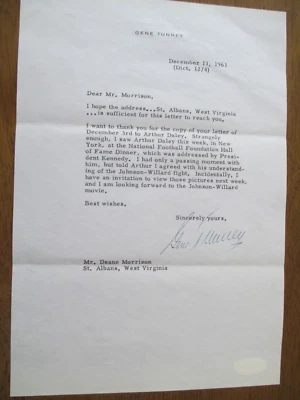 GENE TUNNEY
December 11, 1961
(Dict. 12/8)
Dear Mr. Morrison,
I hope the address...St. Albans, West Virginia
...is sufficient for this letter to reach you.
I want to thank you for the copy of your letter of
December 3rd to Arthur Daley. Strangely
enough, I saw Arthur Daley this week, in New
York, at the National Football Foundation Hall
of Fame Dinner, which was addressed by Presi-
dent Kennedy. I had only a passing moment with
him, but told Arthur I agreed with his understand-
ing of the Johnson-Willard fight. Incidentally, I
have an invitation to view those pictures next week,
and I am looking forward to the Johnson-Willard
movie.
Best wishes.
Sincerely yours,
Gene Tunney
Mr. Deane Morrison
St. Albans, West Virginia